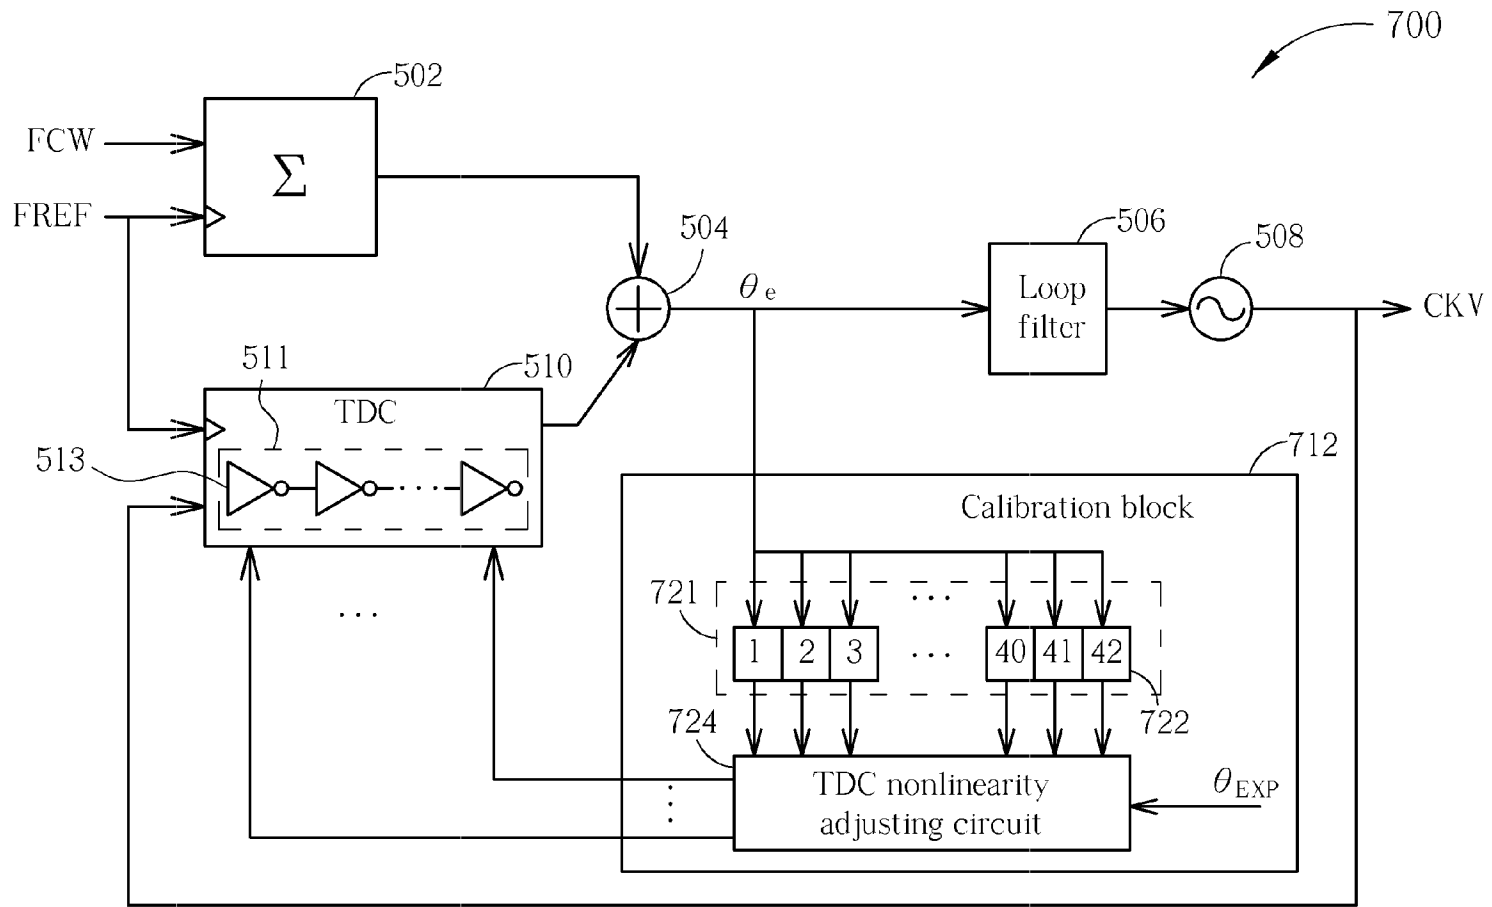 700
502
FCW
Σ
FREF
504
506
508
θe
Loop
filter
CKV
511
510
TDC
513
712
Calibration block
721
...
1 2 3 ... 40 41 42
...
722
724
θEXP
TDC nonlinearity
adjusting circuit